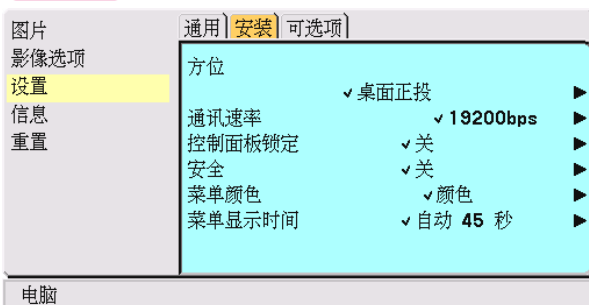 图片
影像选项
设置
信息
重置
通用 安装 可选项
方位
✓桌面正投 ▶
通讯速率 ✓19200bps ▶
控制面板锁定 ✓关 ▶
安全 ✓关 ▶
菜单颜色 ✓颜色 ▶
菜单显示时间 ✓自动 45 秒 ▶
电脑